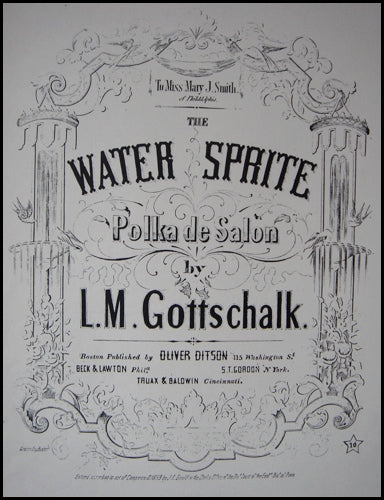 To Miss Mary J. Smith.
of Philadelphia.
THE
WATER SPRITE
Polka de Salon
by
L.M. Gottschalk.
Boston Published by OLIVER DITSON 115 Washington St.
BECK & LAWTON Phila. S.T. GORDON N York.
TRUAX & BALDWIN Cincinnati.